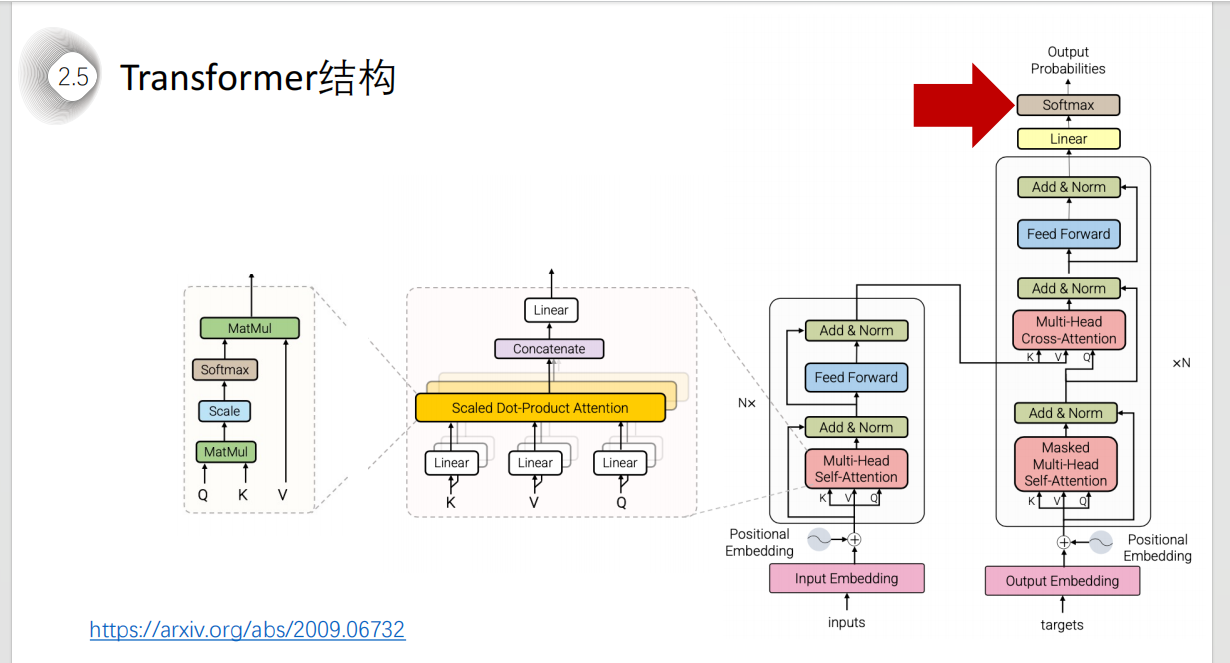 2.5
Transformer结构
MatMul
Softmax
Scale
MatMul
Q K V
Linear
Concatenate
Scaled Dot-Product Attention
Linear Linear Linear
K V Q
N×
Add & Norm
Feed Forward
Add & Norm
Multi-Head
Self-Attention
K V Q
Positional
Embedding
Input Embedding
inputs
Output
Probabilities
Softmax
Linear
Add & Norm
Feed Forward
Add & Norm
Multi-Head
Cross-Attention
K V Q
×N
Add & Norm
Masked
Multi-Head
Self-Attention
K V Q
Positional
Embedding
Output Embedding
targets
https://arxiv.org/abs/2009.06732